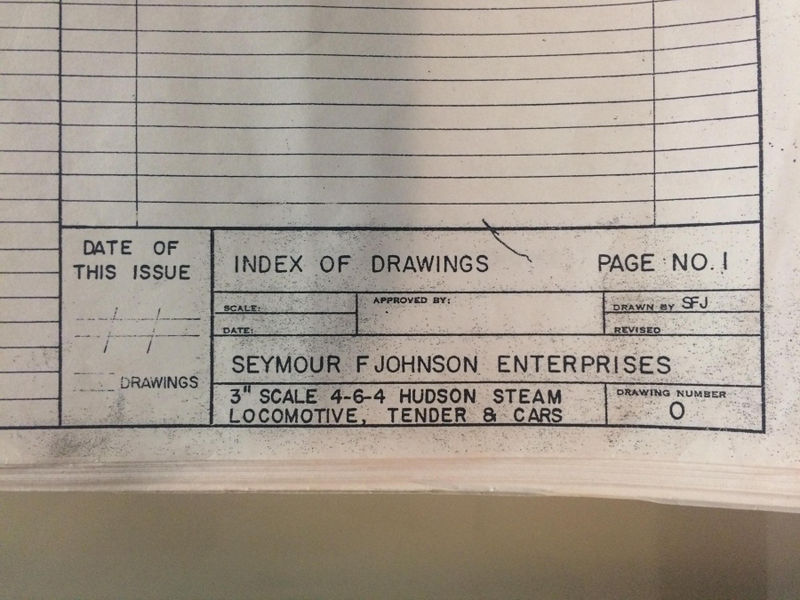 DATE OF
THIS ISSUE
DRAWINGS
INDEX OF DRAWINGS PAGE NO. 1
SCALE: APPROVED BY: DRAWN BY SFJ
DATE: REVISED
SEYMOUR F JOHNSON ENTERPRISES
3" SCALE 4-6-4 HUDSON STEAM
LOCOMOTIVE, TENDER & CARS
DRAWING NUMBER
0